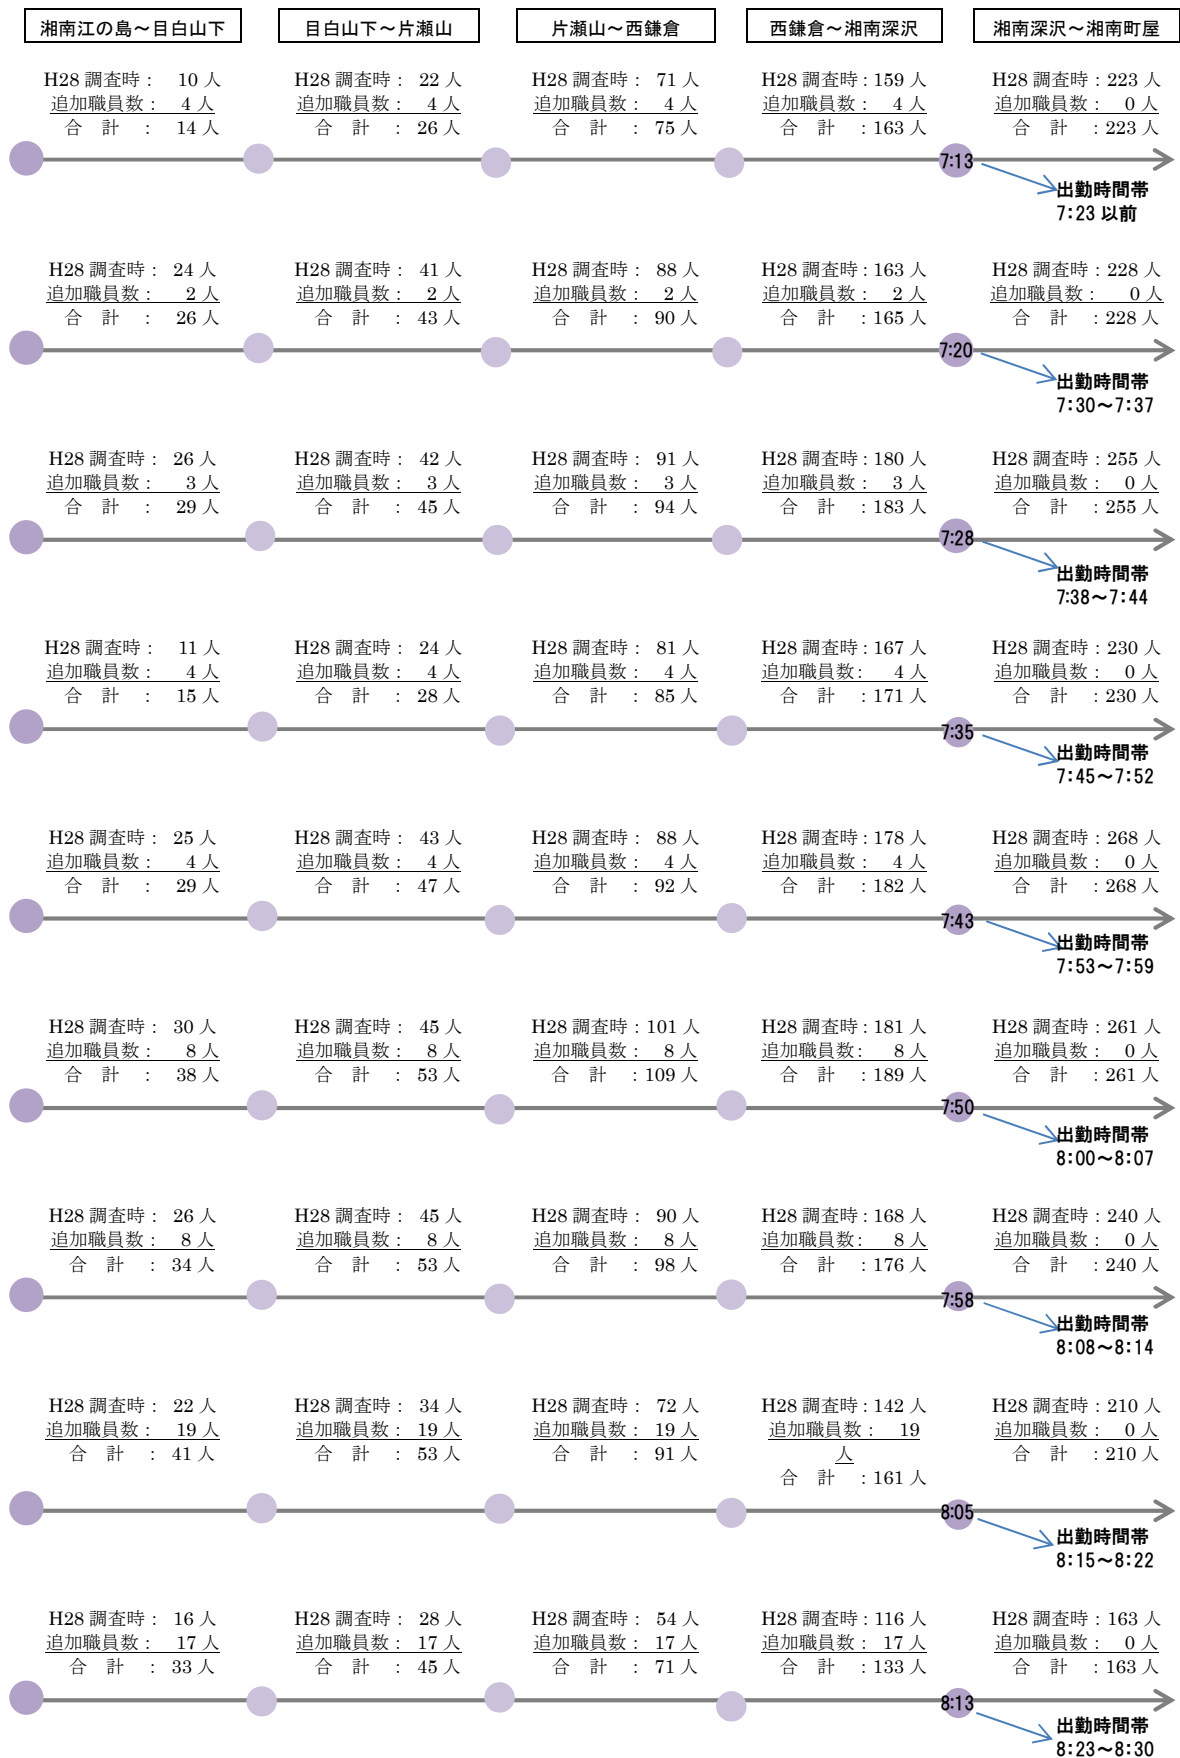 湘南江の島～目白山下 目白山下～片瀬山 片瀬山～西鎌倉 西鎌倉～湘南深沢 湘南深沢～湘南町屋
H28 調査時： 10 人 H28 調査時： 22 人 H28 調査時： 71 人 H28 調査時：159 人 H28 調査時：223 人
追加職員数： 4 人 追加職員数： 4 人 追加職員数： 4 人 追加職員数： 4 人 追加職員数： 0 人
合 計 ： 14 人 合 計 ： 26 人 合 計 ： 75 人 合 計 ：163 人 合 計 ：223 人
7:13
出勤時間帯
7:23 以前
H28 調査時： 24 人 H28 調査時： 41 人 H28 調査時： 88 人 H28 調査時：163 人 H28 調査時：228 人
追加職員数： 2 人 追加職員数： 2 人 追加職員数： 2 人 追加職員数： 2 人 追加職員数： 0 人
合 計 ： 26 人 合 計 ： 43 人 合 計 ： 90 人 合 計 ：165 人 合 計 ：228 人
7:20
出勤時間帯
7:30～7:37
H28 調査時： 26 人 H28 調査時： 42 人 H28 調査時： 91 人 H28 調査時：180 人 H28 調査時：255 人
追加職員数： 3 人 追加職員数： 3 人 追加職員数： 3 人 追加職員数： 3 人 追加職員数： 0 人
合 計 ： 29 人 合 計 ： 45 人 合 計 ： 94 人 合 計 ：183 人 合 計 ：255 人
7:28
出勤時間帯
7:38～7:44
H28 調査時： 11 人 H28 調査時： 24 人 H28 調査時： 81 人 H28 調査時：167 人 H28 調査時：230 人
追加職員数： 4 人 追加職員数： 4 人 追加職員数： 4 人 追加職員数： 4 人 追加職員数： 0 人
合 計 ： 15 人 合 計 ： 28 人 合 計 ： 85 人 合 計 ：171 人 合 計 ：230 人
7:35
出勤時間帯
7:45～7:52
H28 調査時： 25 人 H28 調査時： 43 人 H28 調査時： 88 人 H28 調査時：178 人 H28 調査時：268 人
追加職員数： 4 人 追加職員数： 4 人 追加職員数： 4 人 追加職員数： 4 人 追加職員数： 0 人
合 計 ： 29 人 合 計 ： 47 人 合 計 ： 92 人 合 計 ：182 人 合 計 ：268 人
7:43
出勤時間帯
7:53～7:59
H28 調査時： 30 人 H28 調査時： 45 人 H28 調査時：101 人 H28 調査時：181 人 H28 調査時：261 人
追加職員数： 8 人 追加職員数： 8 人 追加職員数： 8 人 追加職員数： 8 人 追加職員数： 0 人
合 計 ： 38 人 合 計 ： 53 人 合 計 ：109 人 合 計 ：189 人 合 計 ：261 人
7:50
出勤時間帯
8:00～8:07
H28 調査時： 26 人 H28 調査時： 45 人 H28 調査時： 90 人 H28 調査時：168 人 H28 調査時：240 人
追加職員数： 8 人 追加職員数： 8 人 追加職員数： 8 人 追加職員数： 8 人 追加職員数： 0 人
合 計 ： 34 人 合 計 ： 53 人 合 計 ： 98 人 合 計 ：176 人 合 計 ：240 人
7:58
出勤時間帯
8:08～8:14
H28 調査時： 22 人 H28 調査時： 34 人 H28 調査時： 72 人 H28 調査時：142 人 H28 調査時：210 人
追加職員数： 19 人 追加職員数： 19 人 追加職員数： 19 人 追加職員数： 19 追加職員数： 0 人
合 計 ： 41 人 合 計 ： 53 人 合 計 ： 91 人 人 合 計 ：210 人
合 計 ：161 人
8:05
出勤時間帯
8:15～8:22
H28 調査時： 16 人 H28 調査時： 28 人 H28 調査時： 54 人 H28 調査時：116 人 H28 調査時：163 人
追加職員数： 17 人 追加職員数： 17 人 追加職員数： 17 人 追加職員数： 17 人 追加職員数： 0 人
合 計 ： 33 人 合 計 ： 45 人 合 計 ： 71 人 合 計 ：133 人 合 計 ：163 人
8:13
出勤時間帯
8:23～8:30